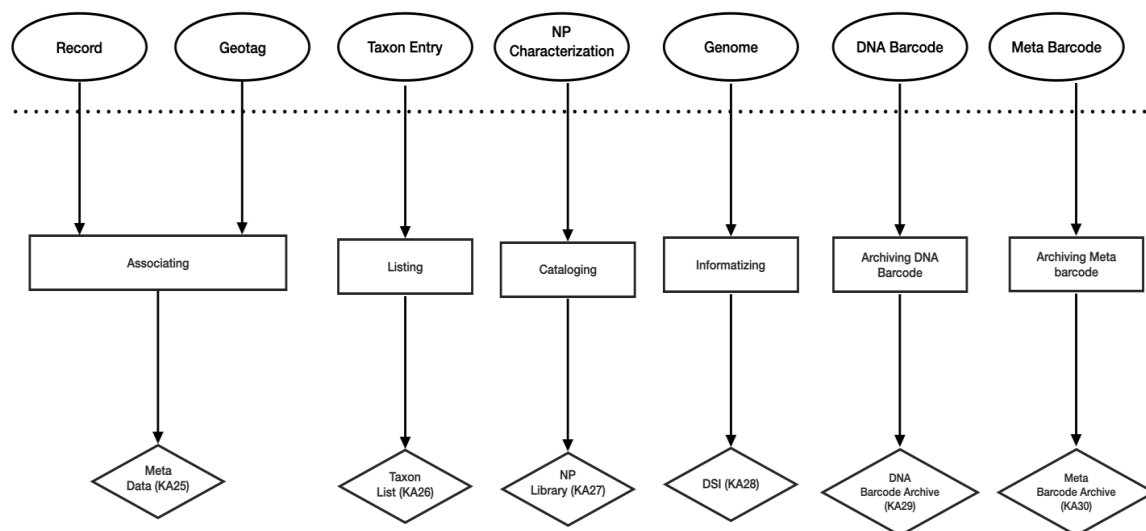 Record
Geotag
Taxon Entry
NP
Characterization
Genome
DNA Barcode
Meta Barcode
Associating
Listing
Cataloging
Informatizing
Archiving DNA
Barcode
Archiving Meta
barcode
Meta
Data (KA25)
Taxon
List (KA26)
NP
Library (KA27)
DSI (KA28)
DNA
Barcode Archive
(KA29)
Meta
Barcode Archive
(KA30)